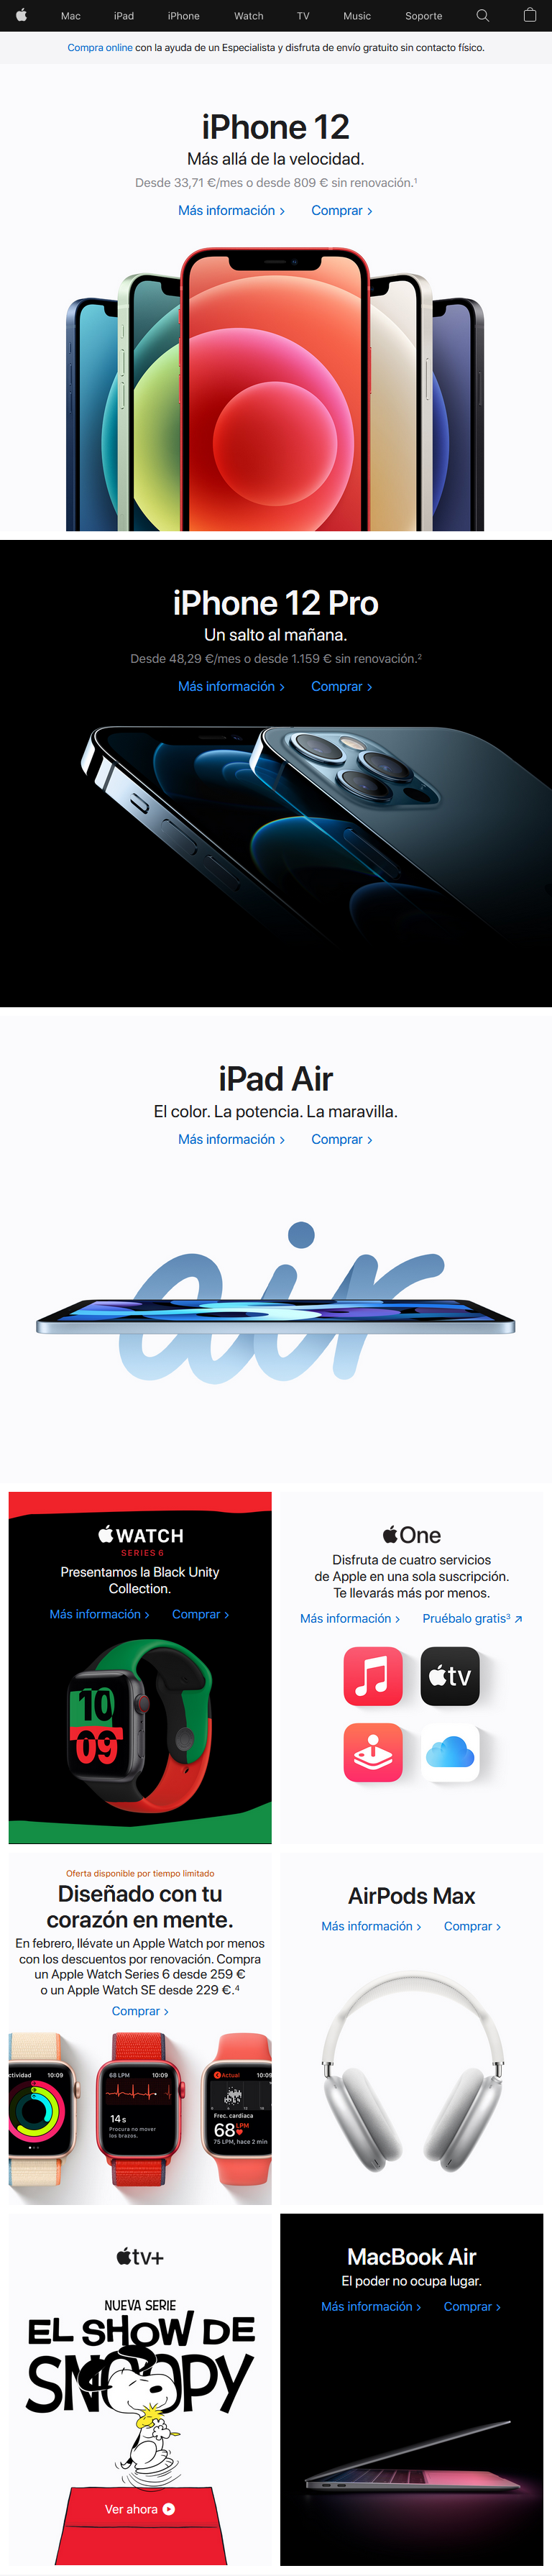 Mac iPad iPhone Watch TV Music Soporte
Compra online con la ayuda de un Especialista y disfruta de envío gratuito sin contacto físico.
iPhone 12
Más allá de la velocidad.
Desde 33,71 €/mes o desde 809 € sin renovación.¹
Más información > Comprar >
iPhone 12 Pro
Un salto al mañana.
Desde 48,29 €/mes o desde 1.159 € sin renovación.²
Más información > Comprar >
iPad Air
El color. La potencia. La maravilla.
Más información > Comprar >
air
WATCH
SERIES 6
Presentamos la Black Unity
Collection.
Más información > Comprar >
10
09
One
Disfruta de cuatro servicios
de Apple en una sola suscripción.
Te llevarás más por menos.
Más información > Pruébalo gratis³ ↗
tv
Oferta disponible por tiempo limitado
Diseñado con tu
corazón en mente.
En febrero, llévate un Apple Watch por menos
con los descuentos por renovación. Compra
un Apple Watch Series 6 desde 259 €
o un Apple Watch SE desde 229 €.⁴
Comprar >
ctividad 10:09
68 LPM 10:09
14 s
Procura no mover
los brazos.
Actual 10:09
Frec. cardiaca
68 LPM
75 LPM, hace 2 min
AirPods Max
Más información > Comprar >
tv+
NUEVA SERIE
EL SHOW DE
SNOOPY
Ver ahora
MacBook Air
El poder no ocupa lugar.
Más información > Comprar >